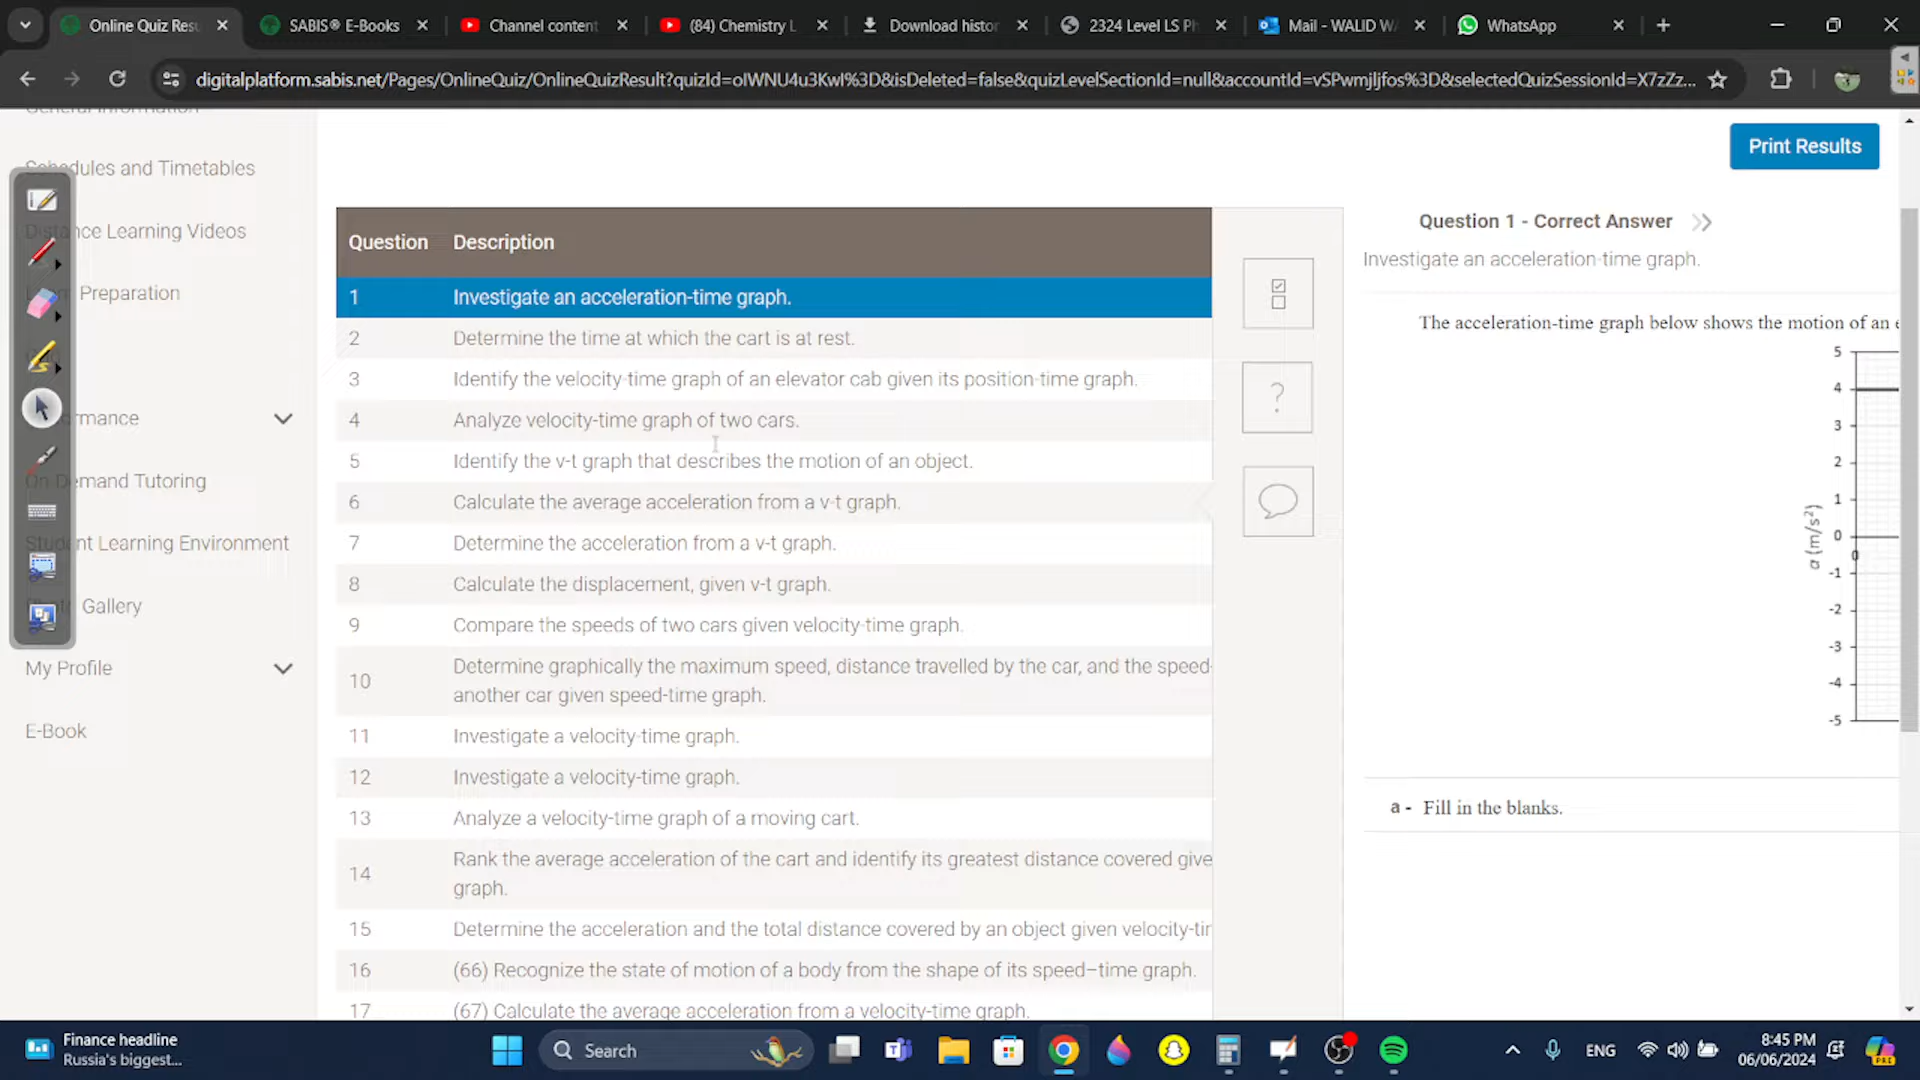 Online Quiz Resu
SABIS® E-Books
Channel content
(84) Chemistry L
Download histor
2324 Level LS Ph
Mail - WALID W
WhatsApp
digitalplatform.sabis.net/Pages/OnlineQuiz/OnlineQuizResult?quizId=oIWNU4u3KwI%3D&isDeleted=false&quizLevelSectionId=null&accountId=vSPwmjIjfos%3D&selectedQuizSessionId=X7zZz...
General Information
Schedules and Timetables
Distance Learning Videos
Preparation
rmance
On Demand Tutoring
Student Learning Environment
Gallery
My Profile
E-Book
Print Results
Question Description
1 Investigate an acceleration-time graph.
2 Determine the time at which the cart is at rest.
3 Identify the velocity-time graph of an elevator cab given its position-time graph.
4 Analyze velocity-time graph of two cars.
5 Identify the v-t graph that describes the motion of an object.
6 Calculate the average acceleration from a v-t graph.
7 Determine the acceleration from a v-t graph.
8 Calculate the displacement, given v-t graph.
9 Compare the speeds of two cars given velocity-time graph.
10 Determine graphically the maximum speed, distance travelled by the car, and the speed-
another car given speed-time graph.
11 Investigate a velocity-time graph.
12 Investigate a velocity-time graph.
13 Analyze a velocity-time graph of a moving cart.
14 Rank the average acceleration of the cart and identify its greatest distance covered give
graph.
15 Determine the acceleration and the total distance covered by an object given velocity-tir
16 (66) Recognize the state of motion of a body from the shape of its speed–time graph.
17 (67) Calculate the average acceleration from a velocity-time graph.
?
Question 1 - Correct Answer
Investigate an acceleration-time graph.
The acceleration-time graph below shows the motion of an e
5
4
3
2
1
0
0
-1
-2
-3
-4
-5
a (m/s²)
a - Fill in the blanks.
Finance headline
Russia's biggest...
Search
ENG
8:45 PM
06/06/2024